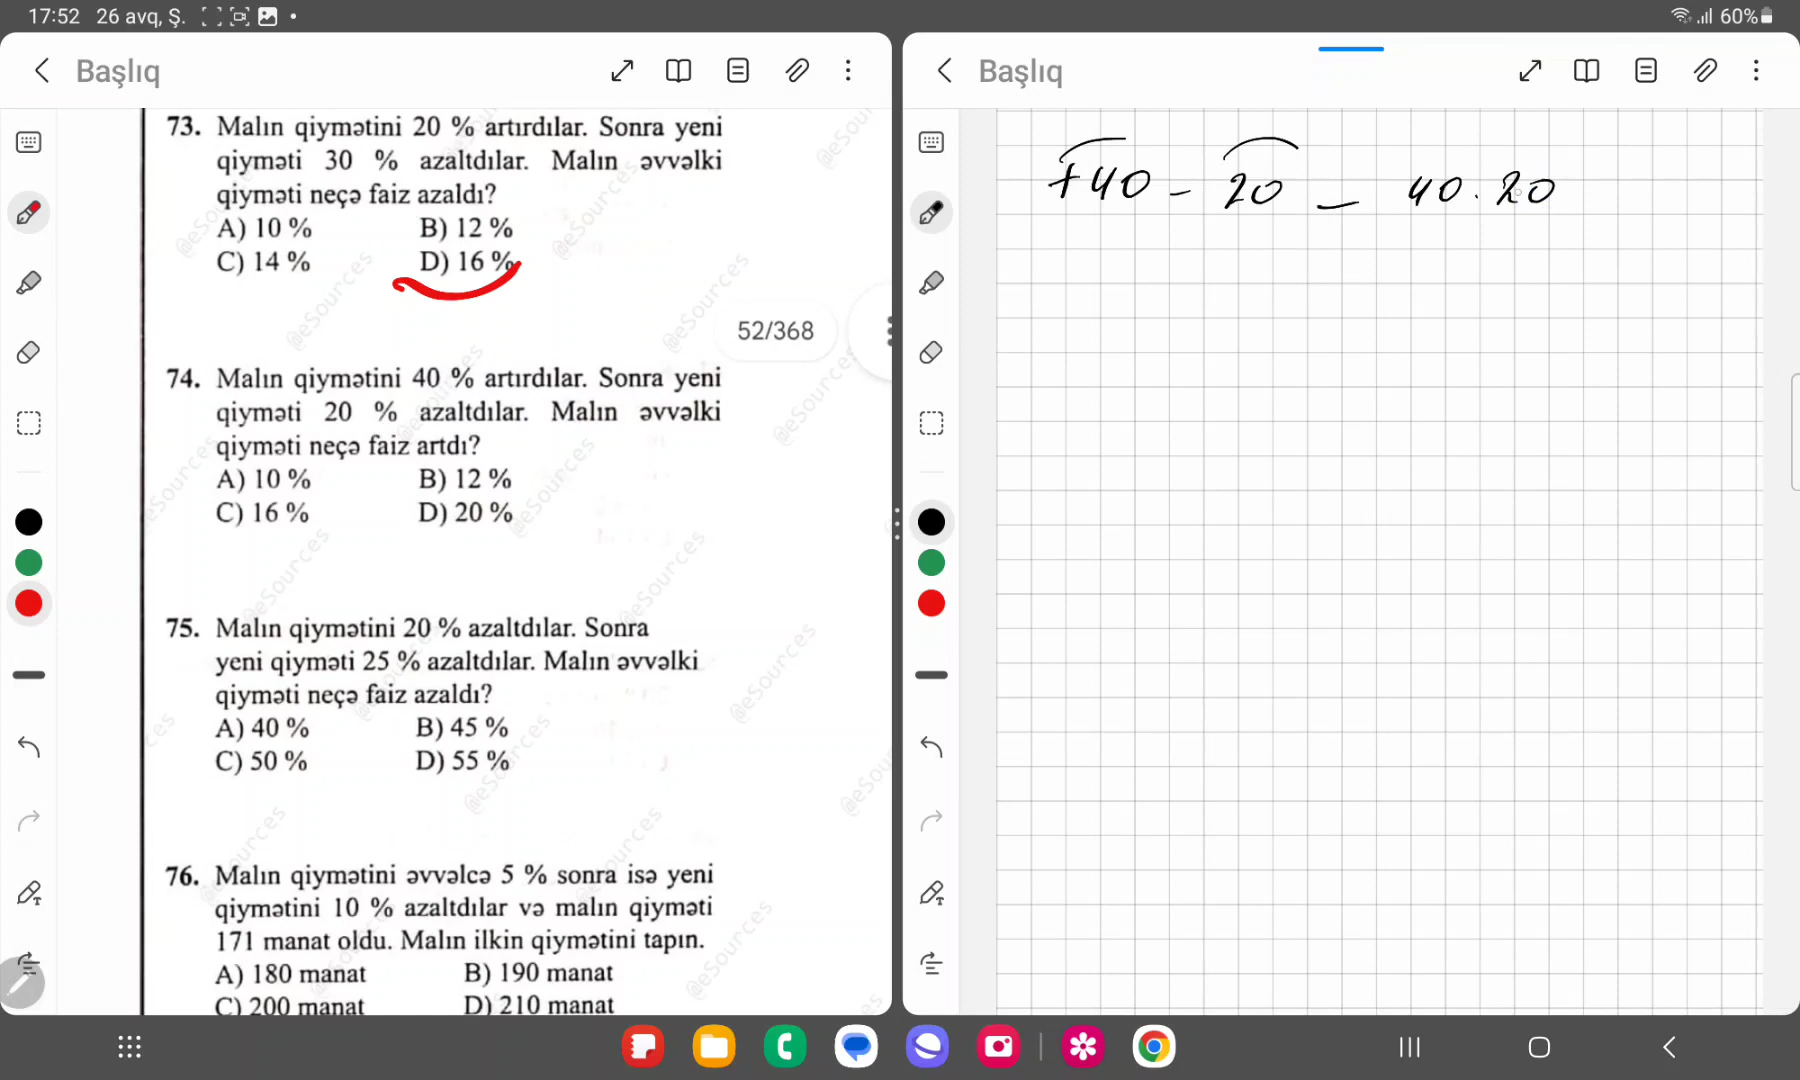 17:52 26 avq, Ş. 60%
Başlıq
73. Malın qiymətini 20 % artırdılar. Sonra yeni
qiyməti 30 % azaltdılar. Malın əvvəlki
qiyməti neçə faiz azaldı?
A) 10 % B) 12 %
C) 14 % D) 16 %
52/368
74. Malın qiymətini 40 % artırdılar. Sonra yeni
qiyməti 20 % azaltdılar. Malın əvvəlki
qiyməti neçə faiz artdı?
A) 10 % B) 12 %
C) 16 % D) 20 %
75. Malın qiymətini 20 % azaltdılar. Sonra
yeni qiyməti 25 % azaltdılar. Malın əvvəlki
qiyməti neçə faiz azaldı?
A) 40 % B) 45 %
C) 50 % D) 55 %
76. Malın qiymətini əvvəlcə 5 % sonra isə yeni
qiymətini 10 % azaltdılar və malın qiyməti
171 manat oldu. Malın ilkin qiymətini tapın.
A) 180 manat B) 190 manat
C) 200 manat D) 210 manat
@eSources
Başlıq
+40 - 20 - 40.20